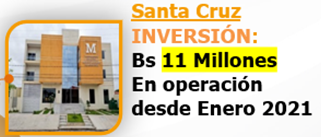 Santa Cruz
INVERSIÓN:
Bs 11 Millones
En operación
desde Enero 2021
M